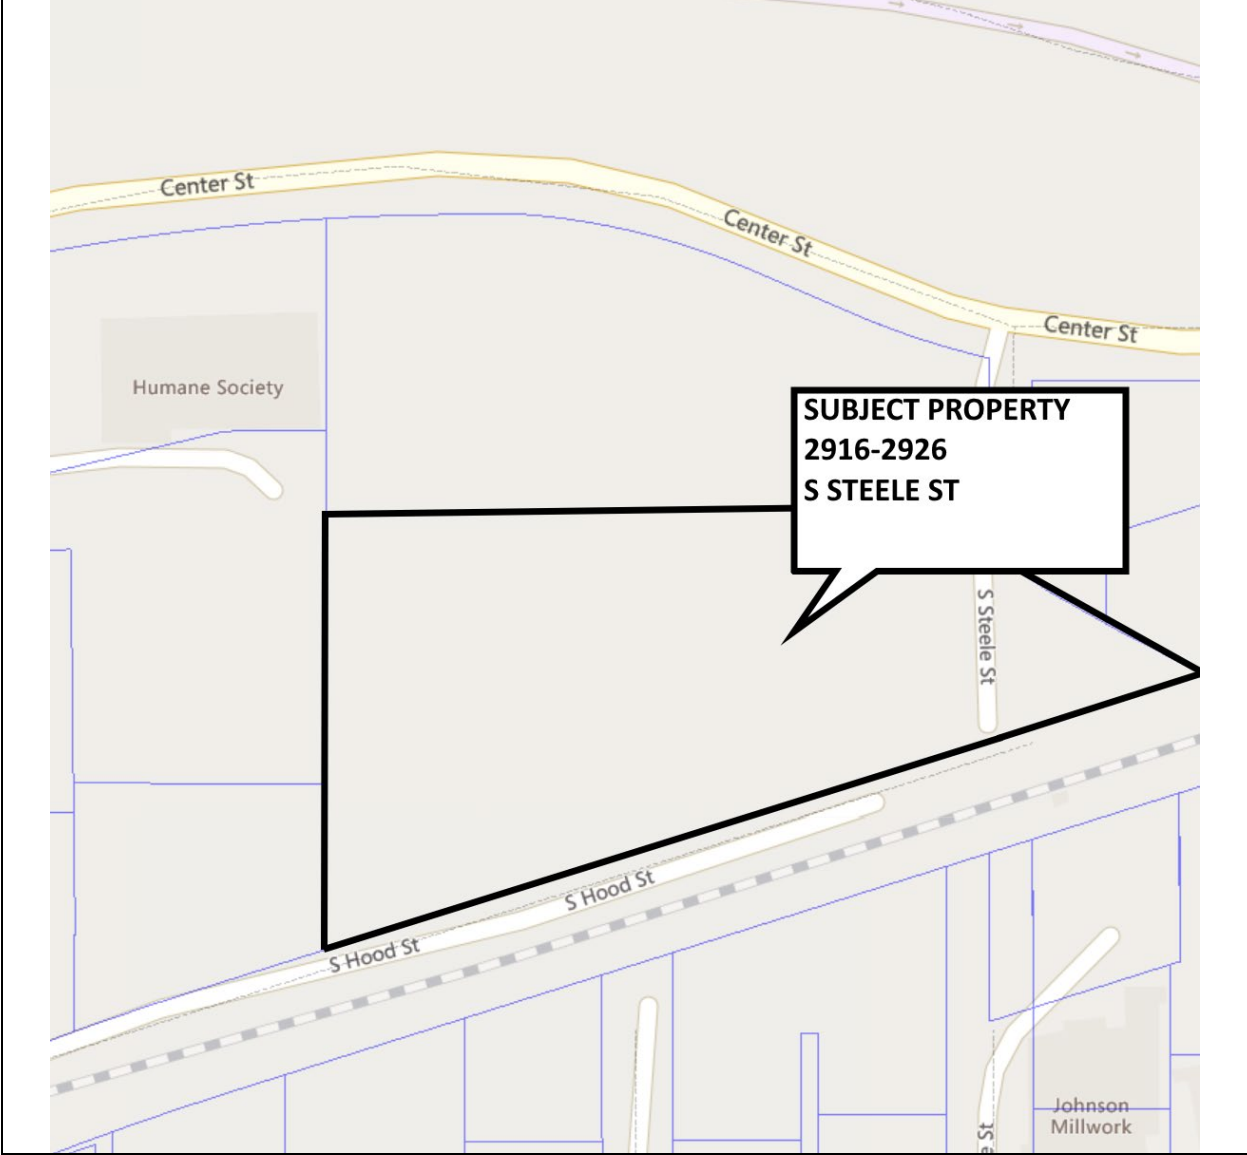 Center St
Center St
Center St
Humane Society
SUBJECT PROPERTY
2916-2926
S STEELE ST
S Steele St
S Hood St
S Hood St
Johnson
Millwork